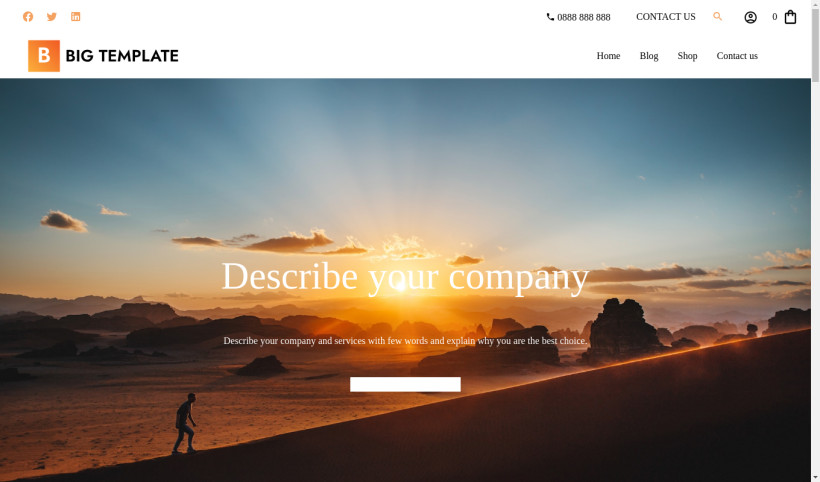 0888 888 888
CONTACT US
0
B BIG TEMPLATE
Home
Blog
Shop
Contact us
Describe your company
Describe your company and services with few words and explain why you are the best choice.